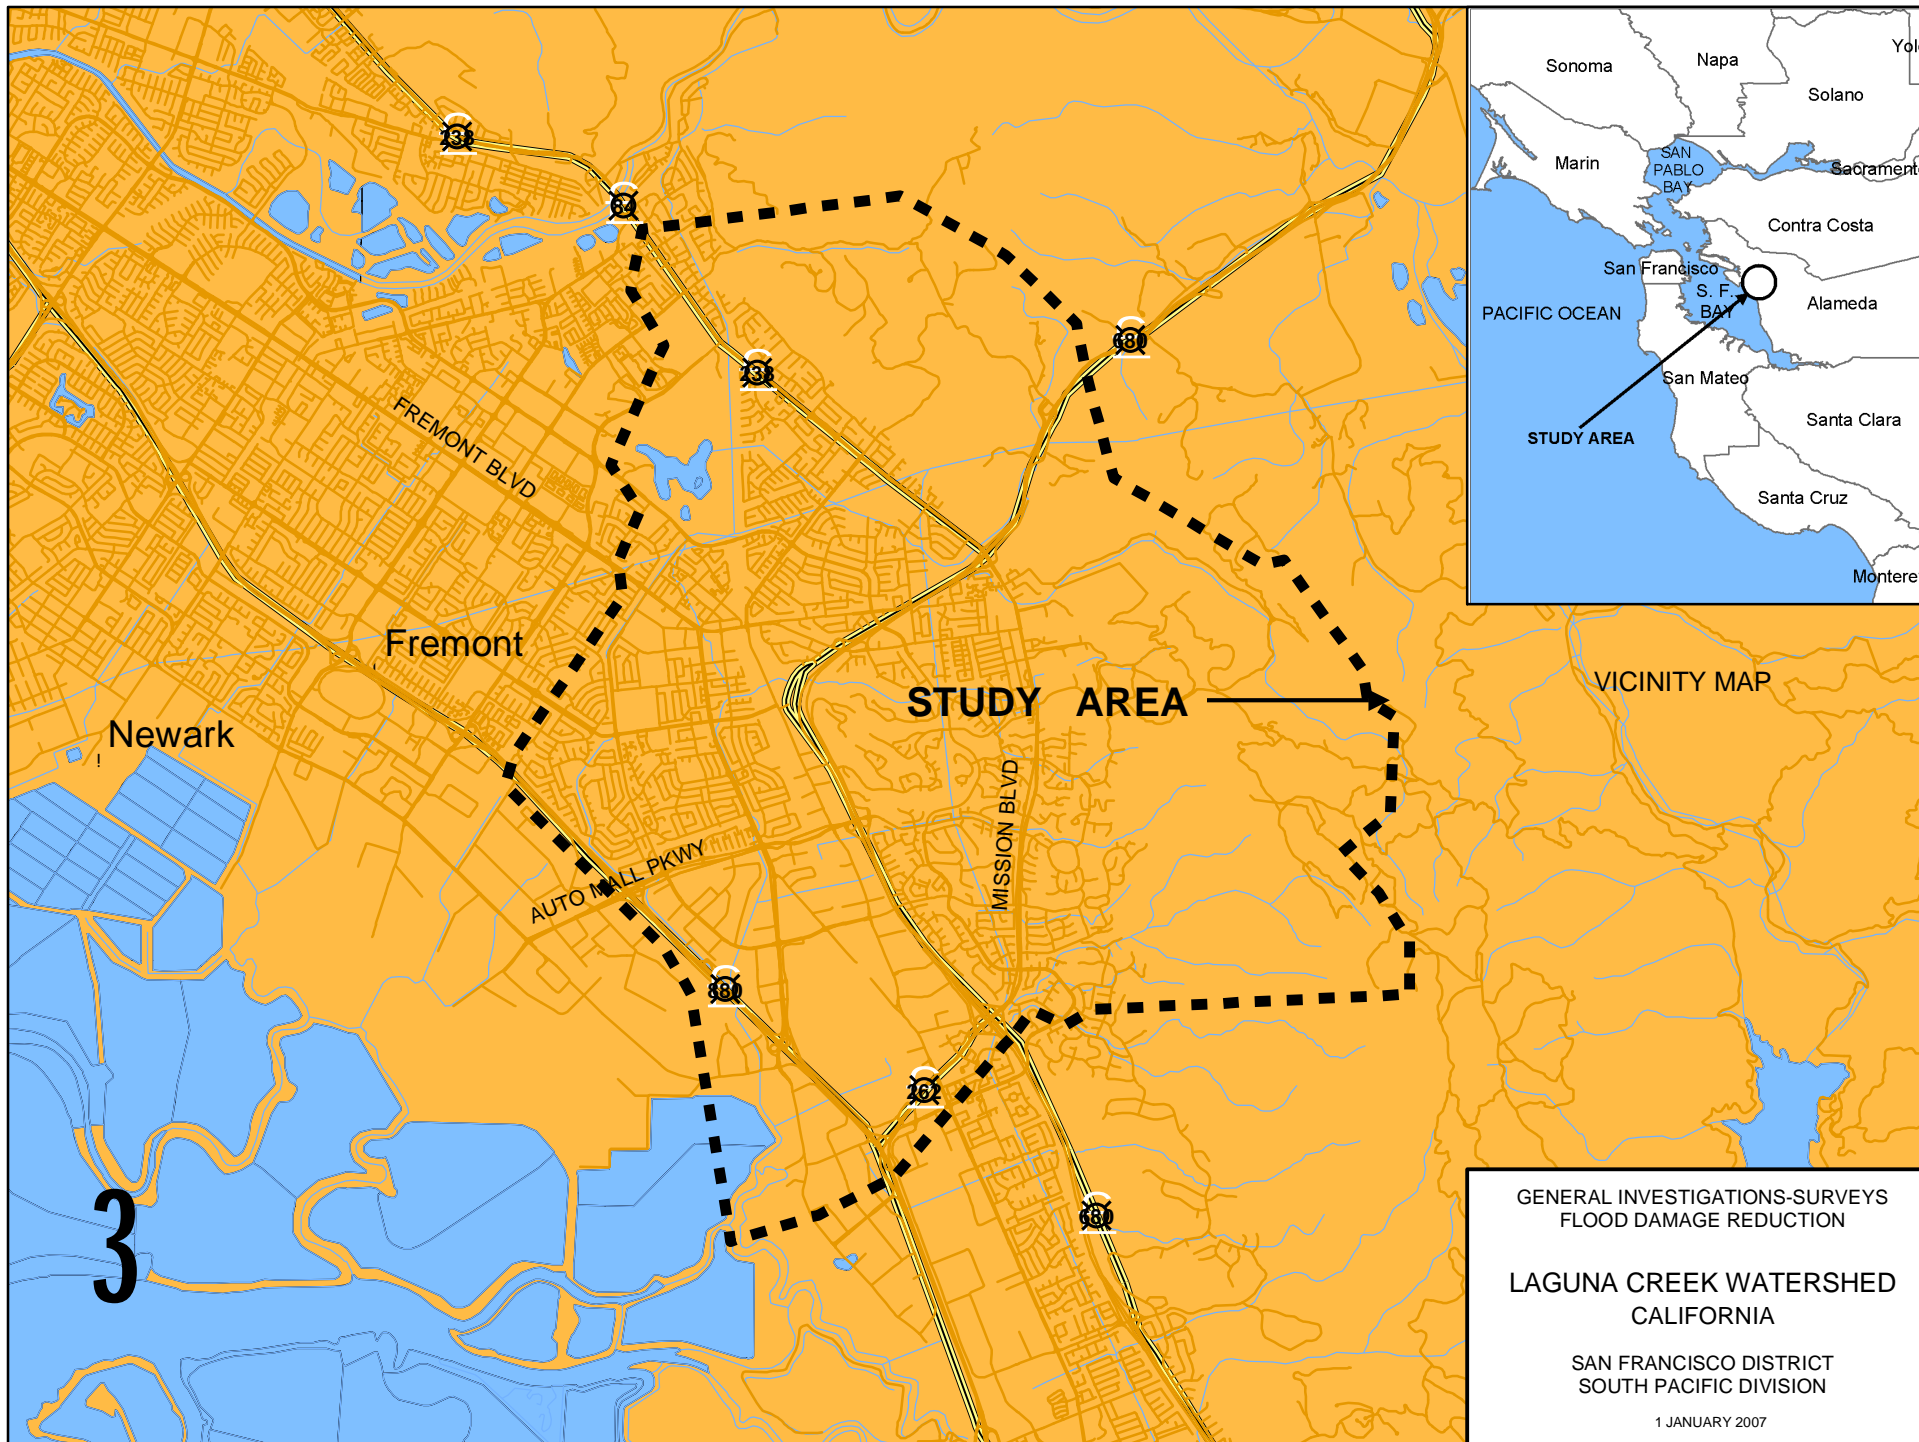 238
84
238
680
FREMONT BLVD
Fremont
Newark
!
STUDY AREA
MISSION BLVD
AUTO MALL PKWY
880
262
680
3
Sonoma
Napa
Yol
Solano
Marin
SAN
PABLO
BAY
Sacramento
Contra Costa
San Francisco
S. F.
BAY
PACIFIC OCEAN
Alameda
San Mateo
STUDY AREA
Santa Clara
Santa Cruz
Montere
VICINITY MAP
GENERAL INVESTIGATIONS-SURVEYS
FLOOD DAMAGE REDUCTION
LAGUNA CREEK WATERSHED
CALIFORNIA
SAN FRANCISCO DISTRICT
SOUTH PACIFIC DIVISION
1 JANUARY 2007